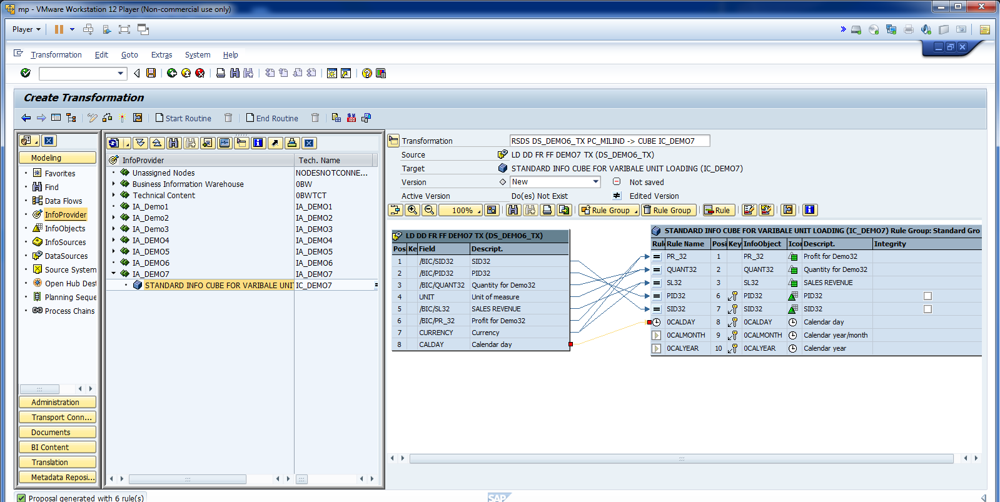 mp - VMware Workstation 12 Player (Non-commercial use only)
Player
Transformation Edit Goto Extras System Help
Create Transformation
Start Routine End Routine
Modeling
Favorites
Find
Data Flows
InfoProvider
InfoObjects
InfoSources
DataSources
Source System
Open Hub Dest
Planning Seque
Process Chains
Administration
Transport Conn...
Documents
BI Content
Translation
Metadata Reposi...
InfoProvider Tech. Name
Unassigned Nodes NODESNOTCONNE...
Business Information Warehouse 0BW
Technical Content 0BWTCT
IA_Demo1 IA_DEMO1
IA_Demo2 IA_DEMO2
IA_Demo3 IA_DEMO3
IA_DEMO4 IA_DEMO4
IA_DEMO5 IA_DEMO5
IA_DEMO6 IA_DEMO6
IA_DEMO7 IA_DEMO7
STANDARD INFO CUBE FOR VARIBALE UNI IC_DEMO7
Transformation RSDS DS_DEMO6_TX PC_MILIND -> CUBE IC_DEMO7
Source LD DD FR FF DEMO7 TX (DS_DEMO6_TX)
Target STANDARD INFO CUBE FOR VARIBALE UNIT LOADING (IC_DEMO7)
Version New Not saved
Active Version Do(es) Not Exist Edited Version
100% Rule Group Rule Group Rule
LD DD FR FF DEMO7 TX (DS_DEMO6_TX)
Pos Ke Field Descript.
1 /BIC/SID32 SID32
2 /BIC/PID32 PID32
3 /BIC/QUANT32 Quantity for Demo32
4 UNIT Unit of measure
5 /BIC/SL32 SALES REVENUE
6 /BIC/PR_32 Profit for Demo32
7 CURRENCY Currency
8 CALDAY Calendar day
STANDARD INFO CUBE FOR VARIBALE UNIT LOADING (IC_DEMO7) Rule Group: Standard Gro
Rul Rule Name Posi Key InfoObject Icon Descript. Integrity
PR_32 1 PR_32 Profit for Demo32
QUANT32 2 QUANT32 Quantity for Demo32
SL32 3 SL32 SALES REVENUE
PID32 6 PID32 PID32
SID32 7 SID32 SID32
0CALDAY 8 0CALDAY Calendar day
0CALMONTH 9 0CALMONTH Calendar year/month
0CALYEAR 10 0CALYEAR Calendar year
Proposal generated with 6 rule(s)
SAP